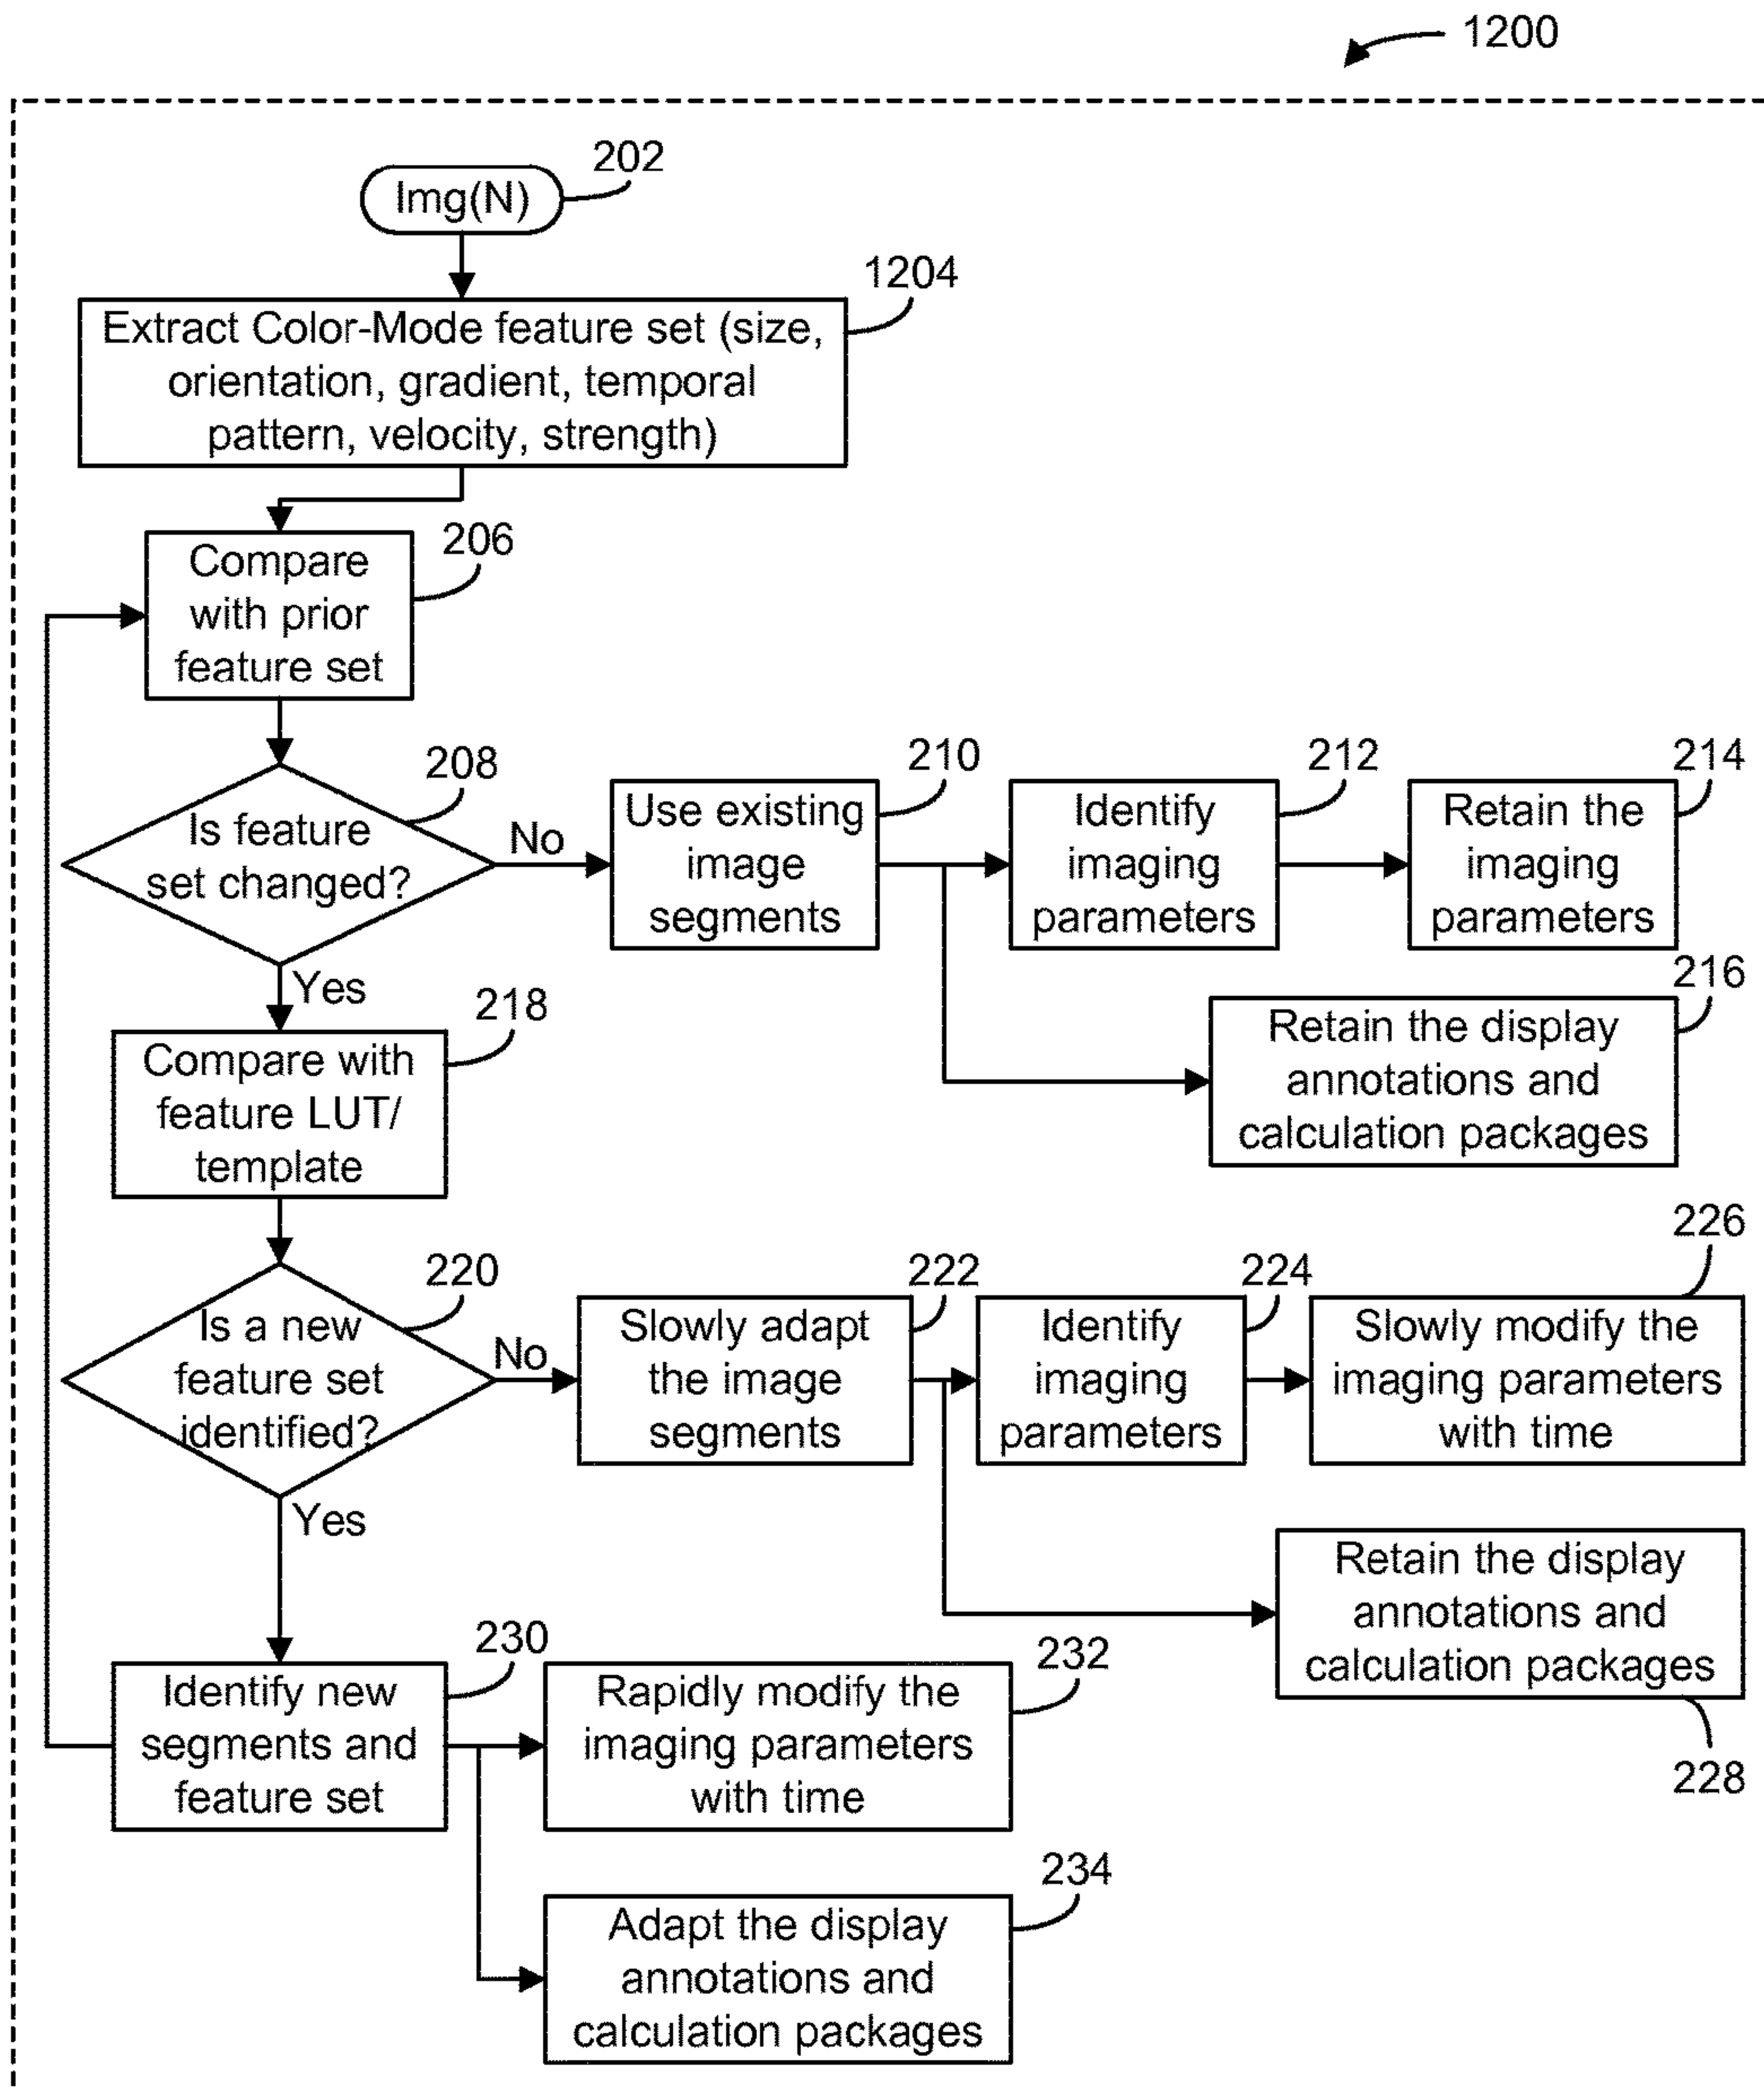 1200
202
Img(N)
1204
Extract Color-Mode feature set (size,
orientation, gradient, temporal
pattern, velocity, strength)
206
Compare
with prior
feature set
208
Is feature
set changed?
No
Yes
210
Use existing
image
segments
212
Identify
imaging
parameters
214
Retain the
imaging
parameters
216
Retain the display
annotations and
calculation packages
218
Compare with
feature LUT/
template
220
Is a new
feature set
identified?
No
Yes
222
Slowly adapt
the image
segments
224
Identify
imaging
parameters
226
Slowly modify the
imaging parameters
with time
Retain the display
annotations and
calculation packages
228
230
Identify new
segments and
feature set
232
Rapidly modify the
imaging parameters
with time
234
Adapt the display
annotations and
calculation packages